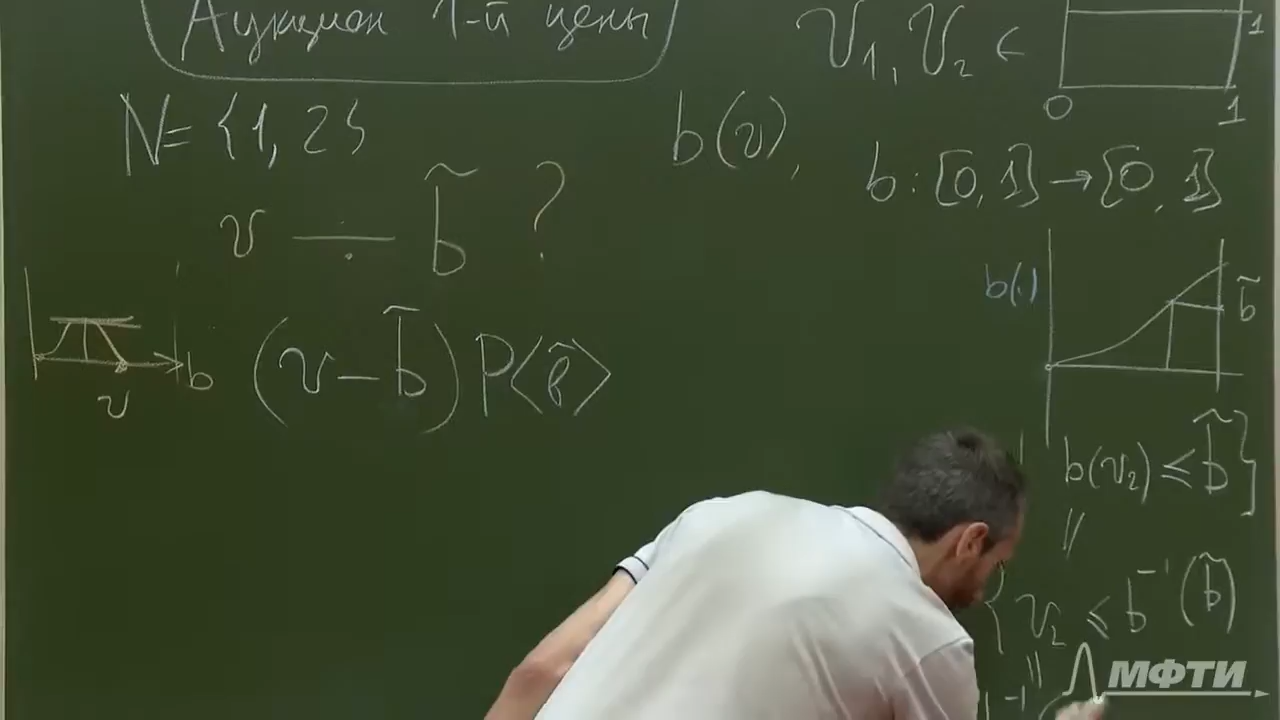 Аукцион 1-й цены
N = {1, 2}
v ÷ b̃ ?
b
v
(v − b̃) P⟨b̃⟩
v₁, v₂ ∈
1
0 1
b(v), b : [0, 1] → [0, 1]
b(·)
b̃
b(v₂) ≤ b̃ }
||
{ v₂ ≤ b⁻¹(b̃)
||
МФТИ